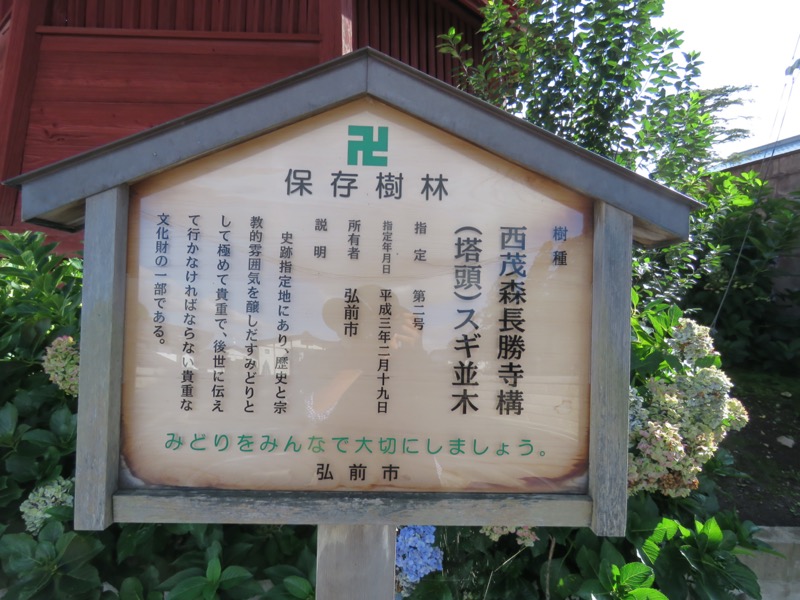 卍
保存樹林
樹種
西茂森長勝寺構
(塔頭)スギ並木
指定 第二号
指定年月日 平成三年二月十九日
所有者 弘前市
説明
史跡指定地にあり、歴史と宗
教的雰囲気を醸しだすみどりと
して極めて貴重で、後世に伝え
て行かなければならない貴重な
文化財の一部である。
みどりをみんなで大切にしましょう。
弘前市